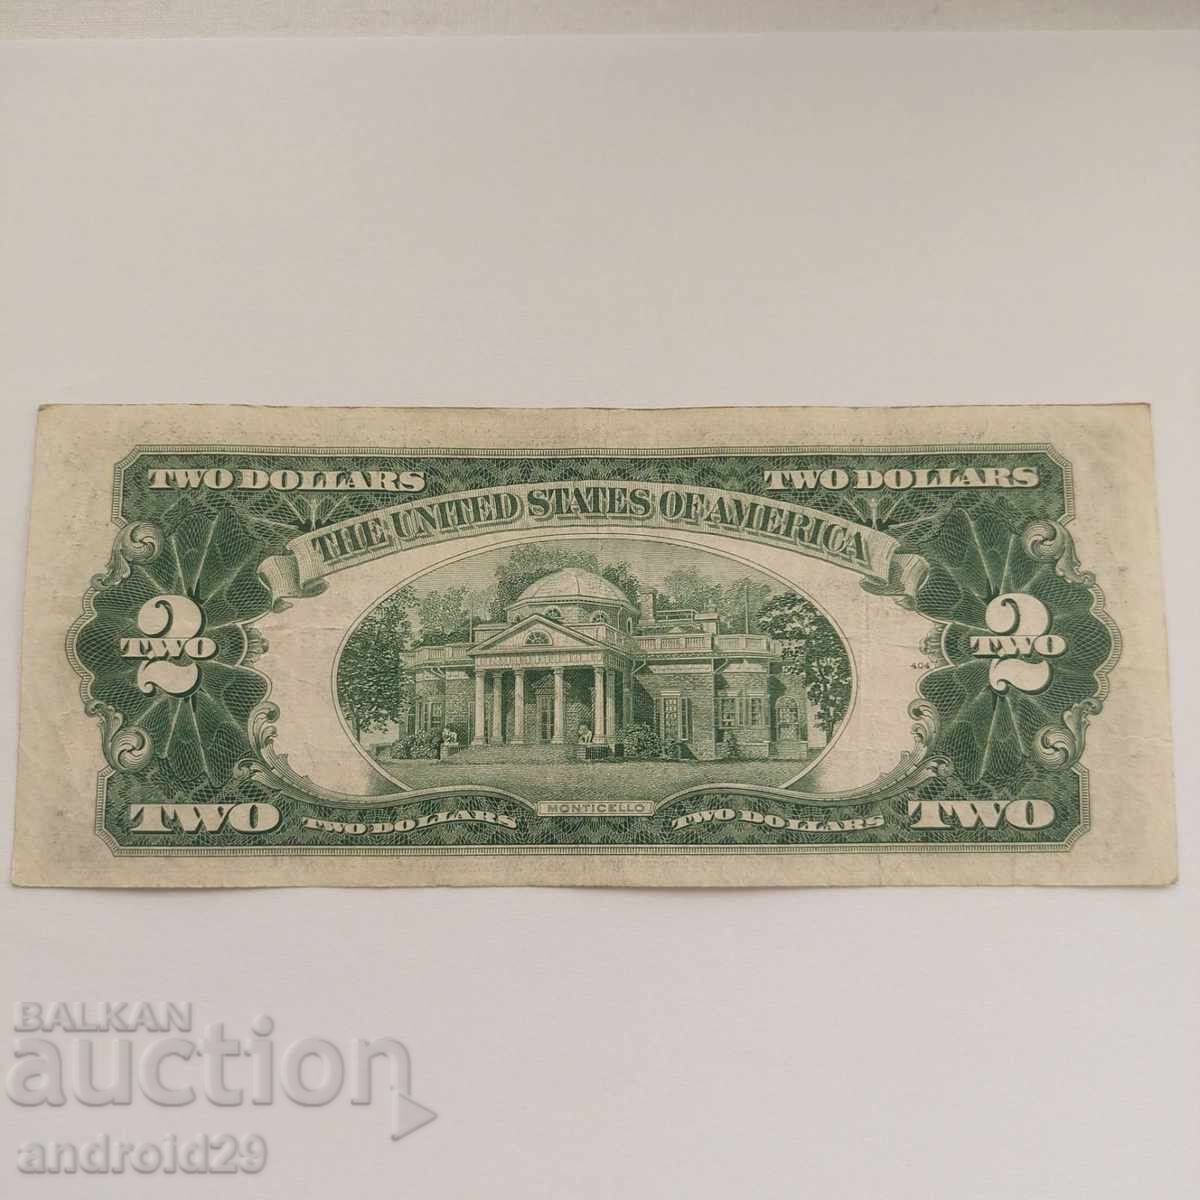 TWO DOLLARS TWO DOLLARS
THE UNITED STATES OF AMERICA
2 TWO 2 TWO
404
MONTICELLO
TWO TWO DOLLARS TWO DOLLARS TWO
BALKAN
auction
android29